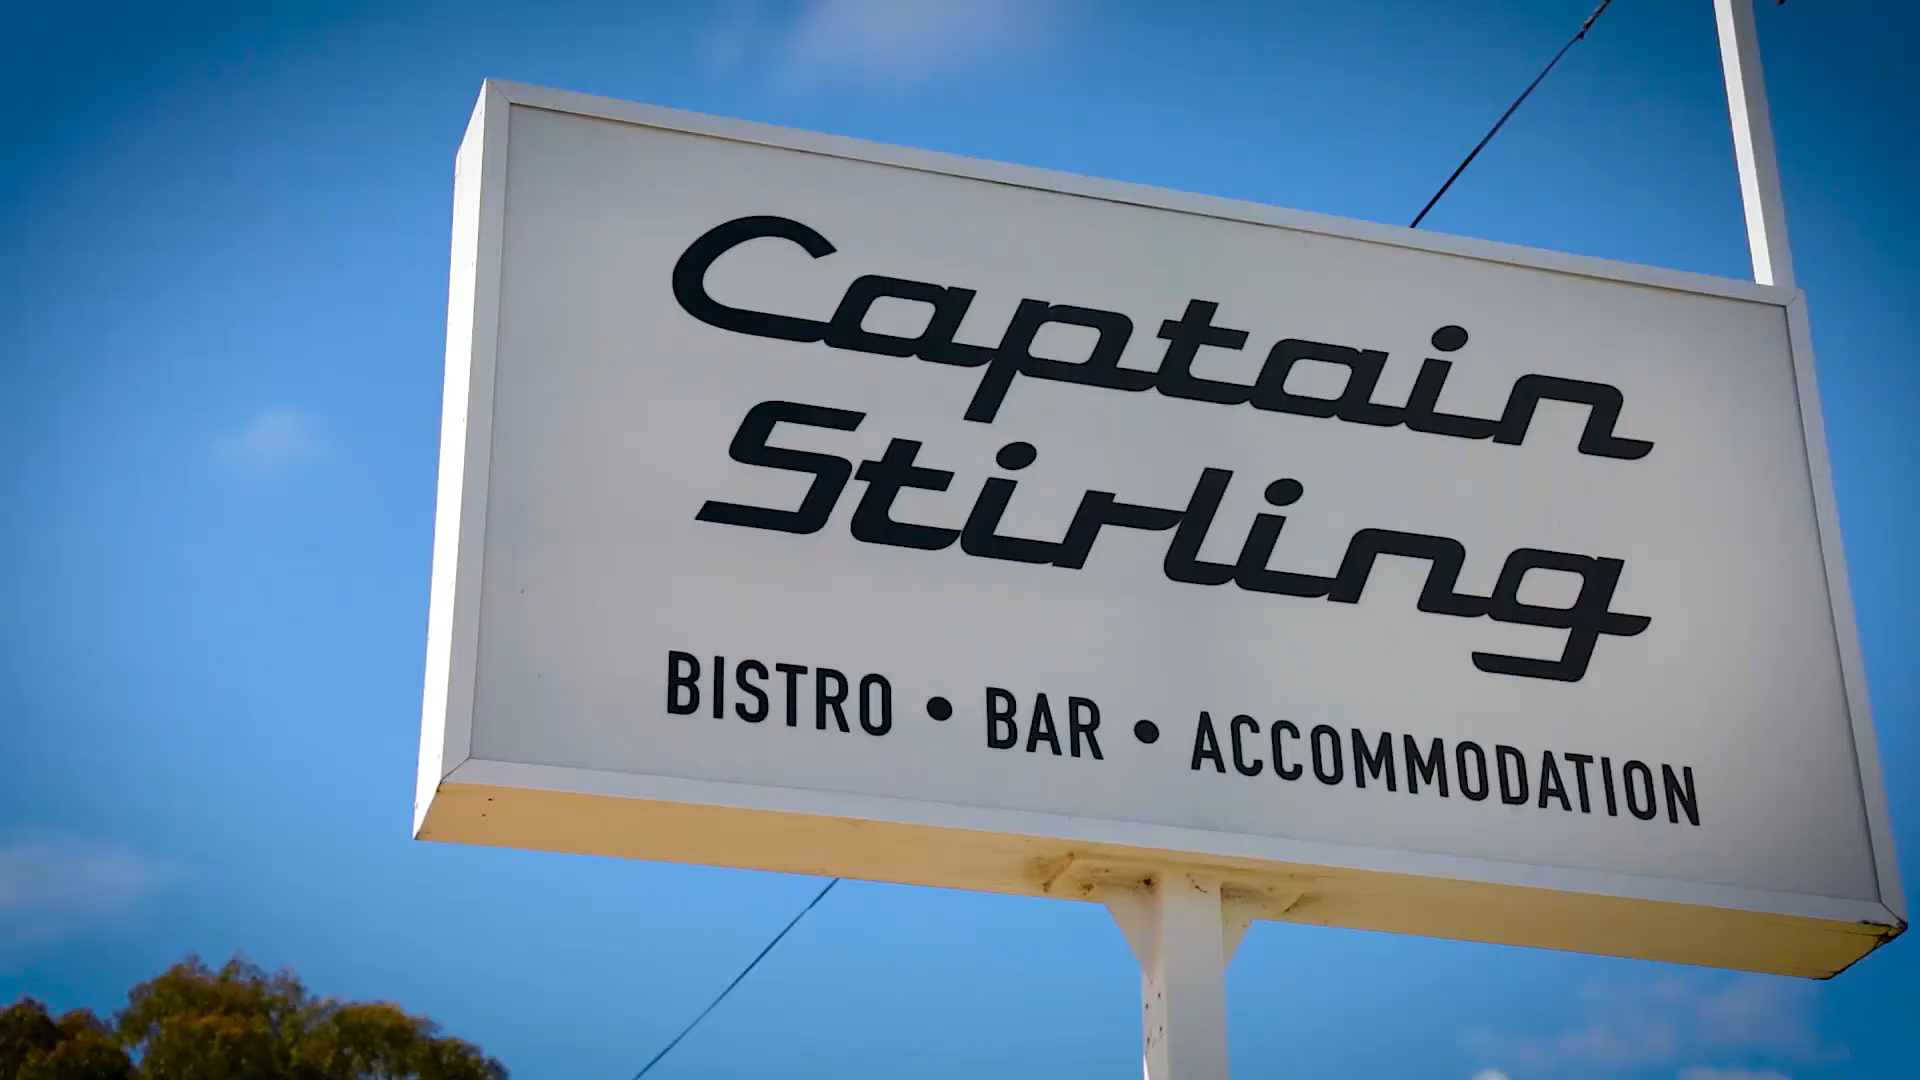 Captain
Stirling
BISTRO • BAR • ACCOMMODATION